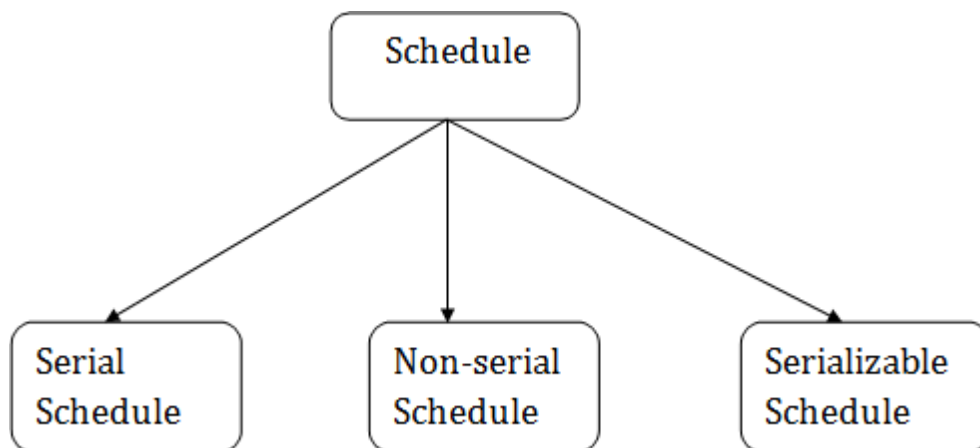 Schedule
Serial
Schedule
Non-serial
Schedule
Serializable
Schedule